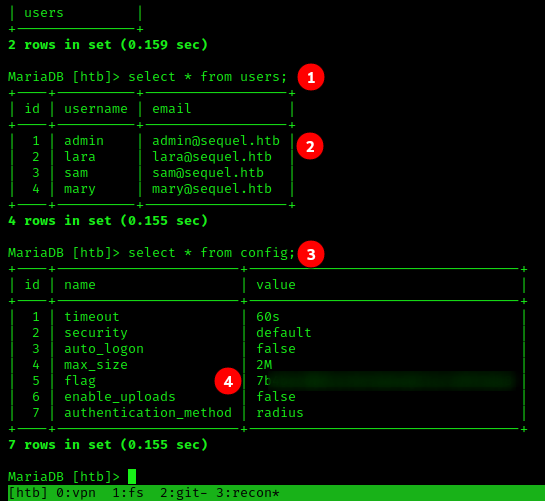 | users |
+---------------+
2 rows in set (0.159 sec)
MariaDB [htb]> select * from users; 1
+----+----------+------------------+
| id | username | email |
+----+----------+------------------+
| 1 | admin | admin@sequel.htb |
| 2 | lara | lara@sequel.htb | 2
| 3 | sam | sam@sequel.htb |
| 4 | mary | mary@sequel.htb |
+----+----------+------------------+
4 rows in set (0.155 sec)
MariaDB [htb]> select * from config; 3
+----+-----------------------+----------------------------------+
| id | name | value |
+----+-----------------------+----------------------------------+
| 1 | timeout | 60s |
| 2 | security | default |
| 3 | auto_logon | false |
| 4 | max_size | 2M |
| 5 | flag 4 | 7b |
| 6 | enable_uploads | false |
| 7 | authentication_method | radius |
+----+-----------------------+----------------------------------+
7 rows in set (0.155 sec)
MariaDB [htb]>
[htb] 0:vpn 1:fs 2:git- 3:recon*